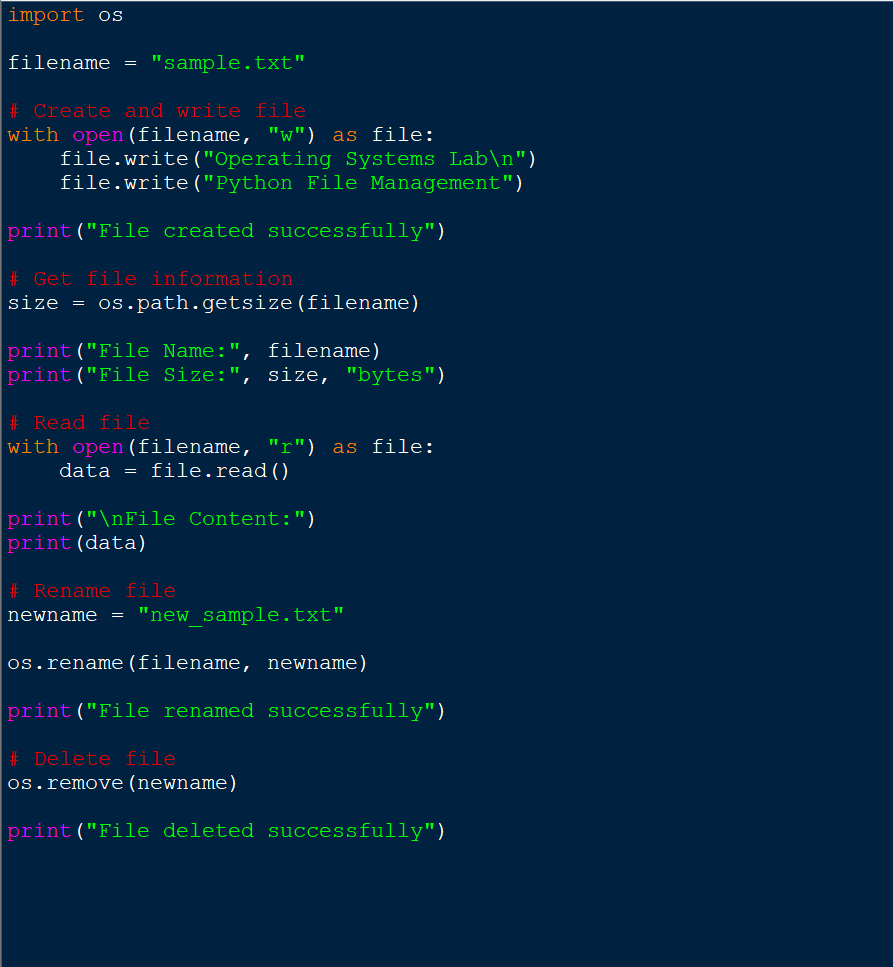 import os
filename = "sample.txt"
# Create and write file
with open(filename, "w") as file:
    file.write("Operating Systems Lab\n")
    file.write("Python File Management")
print("File created successfully")
# Get file information
size = os.path.getsize(filename)
print("File Name:", filename)
print("File Size:", size, "bytes")
# Read file
with open(filename, "r") as file:
    data = file.read()
print("\nFile Content:")
print(data)
# Rename file
newname = "new_sample.txt"
os.rename(filename, newname)
print("File renamed successfully")
# Delete file
os.remove(newname)
print("File deleted successfully")